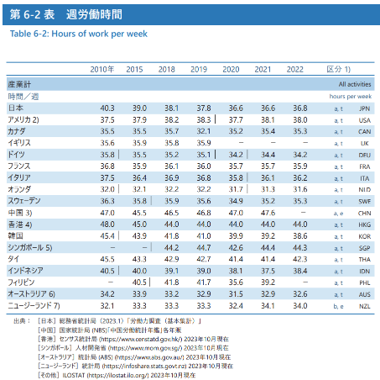 第 6-2 表　週労働時間
Table 6-2: Hours of work per week
2010年 2015 2018 2019 2020 2021 2022 区分 1)
産業計 All activities
時間／週 hours per week
日本 40.3 39.0 38.1 37.8 36.6 36.6 36.8 a, t JPN
アメリカ 2) 37.5 37.9 38.2 38.3 37.7 38.1 38.0 a, t USA
カナダ 35.5 35.5 35.7 32.1 35.2 35.4 35.3 a, t CAN
イギリス 35.6 35.9 35.8 35.9 － － － a, t UK
ドイツ 35.8 35.5 35.2 35.1 34.2 34.4 34.2 a, t DEU
フランス 36.8 35.9 36.1 36.0 35.7 35.7 35.9 a, t FRA
イタリア 37.5 36.4 36.9 36.8 35.8 36.1 36.2 a, t ITA
オランダ 32.0 32.1 32.2 32.2 31.7 31.3 31.6 a, t NLD
スウェーデン 36.3 35.8 35.9 35.6 34.9 35.2 35.3 a, t SWE
中国 3) 47.0 45.5 46.5 46.8 47.0 47.6 － a, e CHN
香港 4) 48.0 45.0 44.0 44.0 44.0 44.0 44.0 a, t HKG
韓国 45.4 43.9 41.8 41.0 39.9 39.2 38.6 a, t KOR
シンガポール 5) － － 44.2 44.7 42.6 44.4 44.3 a, t SGP
タイ 45.5 43.3 42.9 42.7 41.4 41.4 42.3 a, t THA
インドネシア 40.5 40.0 39.1 39.0 38.1 37.5 38.4 a, t IDN
フィリピン － 40.5 41.8 41.7 35.6 39.2 － a, t PHL
オーストラリア 6) 34.2 33.9 33.2 32.9 31.5 32.9 32.6 a, t AUS
ニュージーランド 7) 32.1 33.3 33.3 33.3 32.9 34.1 34.0 b, e NZL
出典： [日本] 総務省統計局 (2023.1) 「労働力調査（基本集計）」
[中国] 国家統計局 (NBS)「中国労働統計年鑑」各年版
[香港] センサス統計局 (https://www.censtatd.gov.hk/) 2023年10月現在
[シンガポール] 人材開発省 (https://www.mom.gov.sg/) 2023年10月現在
[オーストラリア] 統計局 (https://www.abs.gov.au/) 2023年10月現在
[ニュージーランド] 統計局 (https://infoshare.stats.govt.nz) 2023年10月現在
[その他] ILOSTAT (https://ilostat.ilo.org/) 2023年10月現在